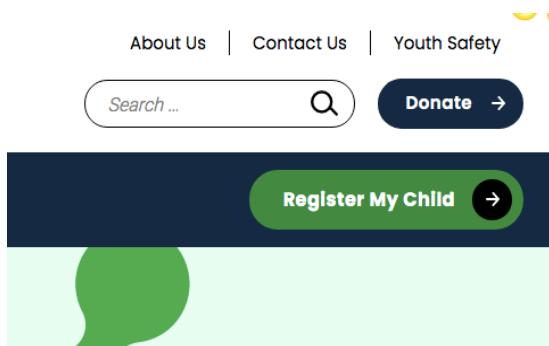 About Us | Contact Us | Youth Safety
Search ... Donate →
Register My Child →